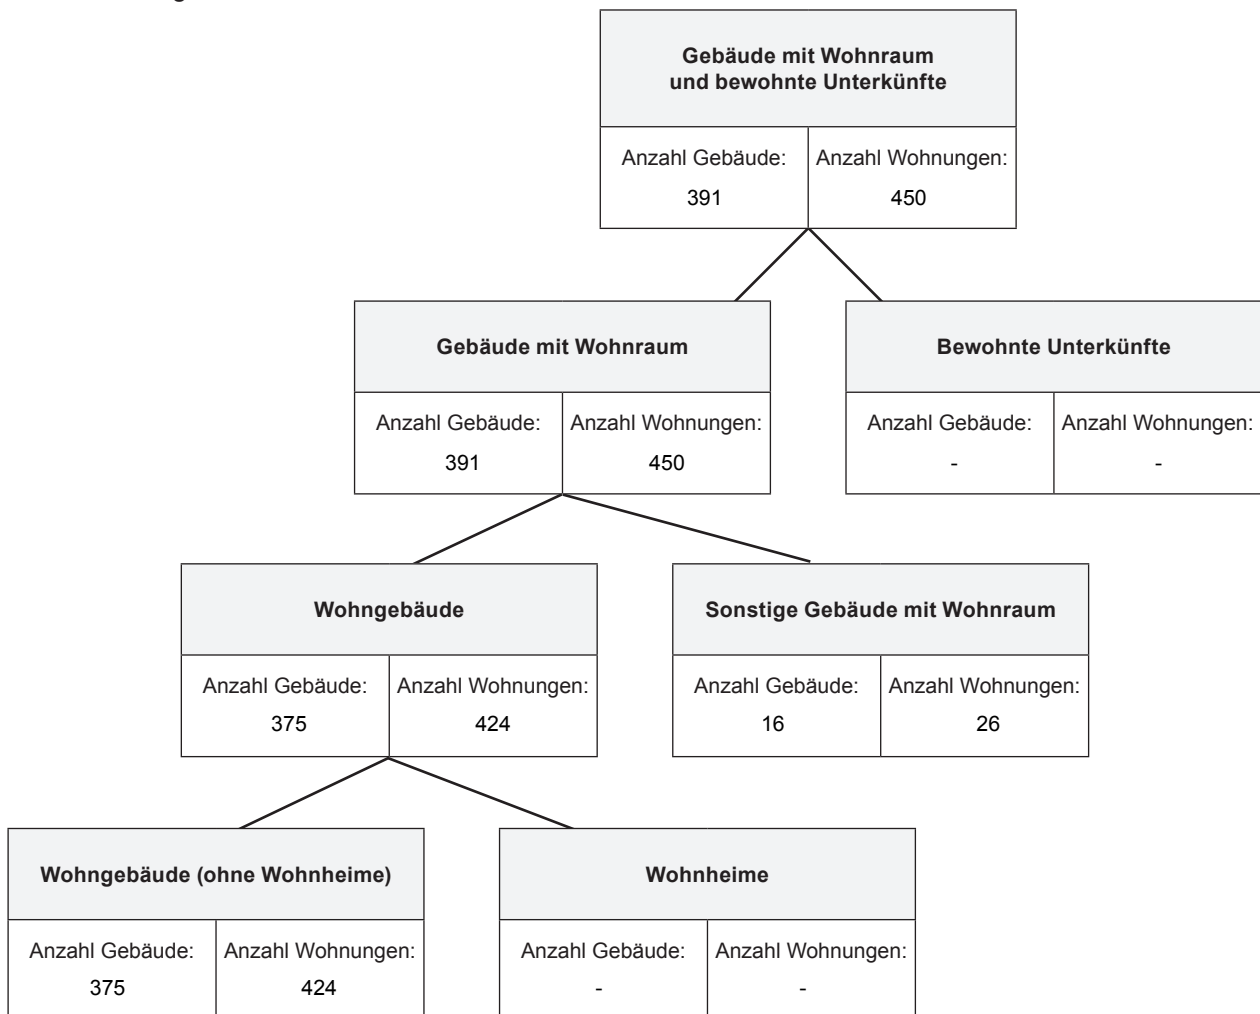 Gebäude mit Wohnraum
und bewohnte Unterkünfte
Anzahl Gebäude: Anzahl Wohnungen:
391 450
Gebäude mit Wohnraum Bewohnte Unterkünfte
Anzahl Gebäude: Anzahl Wohnungen: Anzahl Gebäude: Anzahl Wohnungen:
391 450 - -
Wohngebäude Sonstige Gebäude mit Wohnraum
Anzahl Gebäude: Anzahl Wohnungen: Anzahl Gebäude: Anzahl Wohnungen:
375 424 16 26
Wohngebäude (ohne Wohnheime) Wohnheime
Anzahl Gebäude: Anzahl Wohnungen: Anzahl Gebäude: Anzahl Wohnungen:
375 424 - -